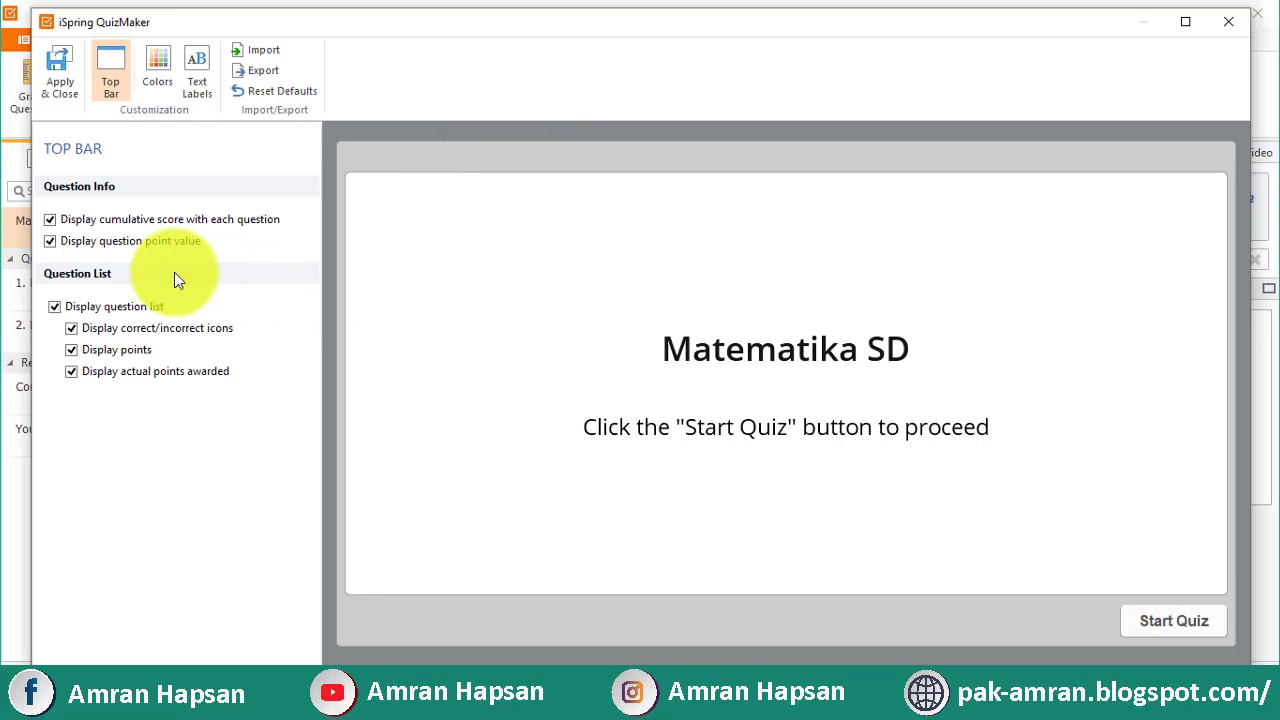 iSpring QuizMaker
Apply & Close
Top Bar
Colors
Text Labels
Customization
Import
Export
Reset Defaults
Import/Export
TOP BAR
Question Info
Display cumulative score with each question
Display question point value
Question List
Display question list
Display correct/incorrect icons
Display points
Display actual points awarded
Matematika SD
Click the "Start Quiz" button to proceed
Start Quiz
Amran Hapsan
Amran Hapsan
Amran Hapsan
pak-amran.blogspot.com/